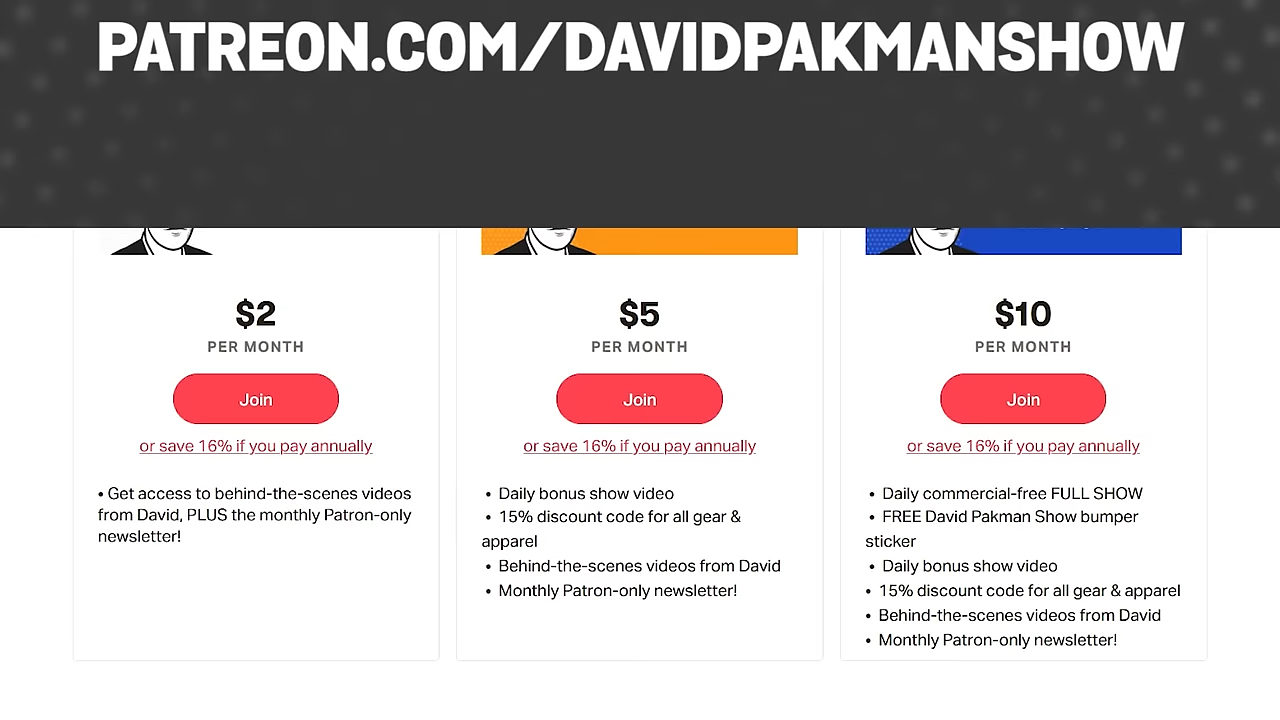 PATREON.COM/DAVIDPAKMANSHOW
$2
PER MONTH
Join
or save 16% if you pay annually
• Get access to behind-the-scenes videos
from David, PLUS the monthly Patron-only
newsletter!
$5
PER MONTH
Join
or save 16% if you pay annually
• Daily bonus show video
• 15% discount code for all gear &
apparel
• Behind-the-scenes videos from David
• Monthly Patron-only newsletter!
$10
PER MONTH
Join
or save 16% if you pay annually
• Daily commercial-free FULL SHOW
• FREE David Pakman Show bumper
sticker
• Daily bonus show video
• 15% discount code for all gear & apparel
• Behind-the-scenes videos from David
• Monthly Patron-only newsletter!